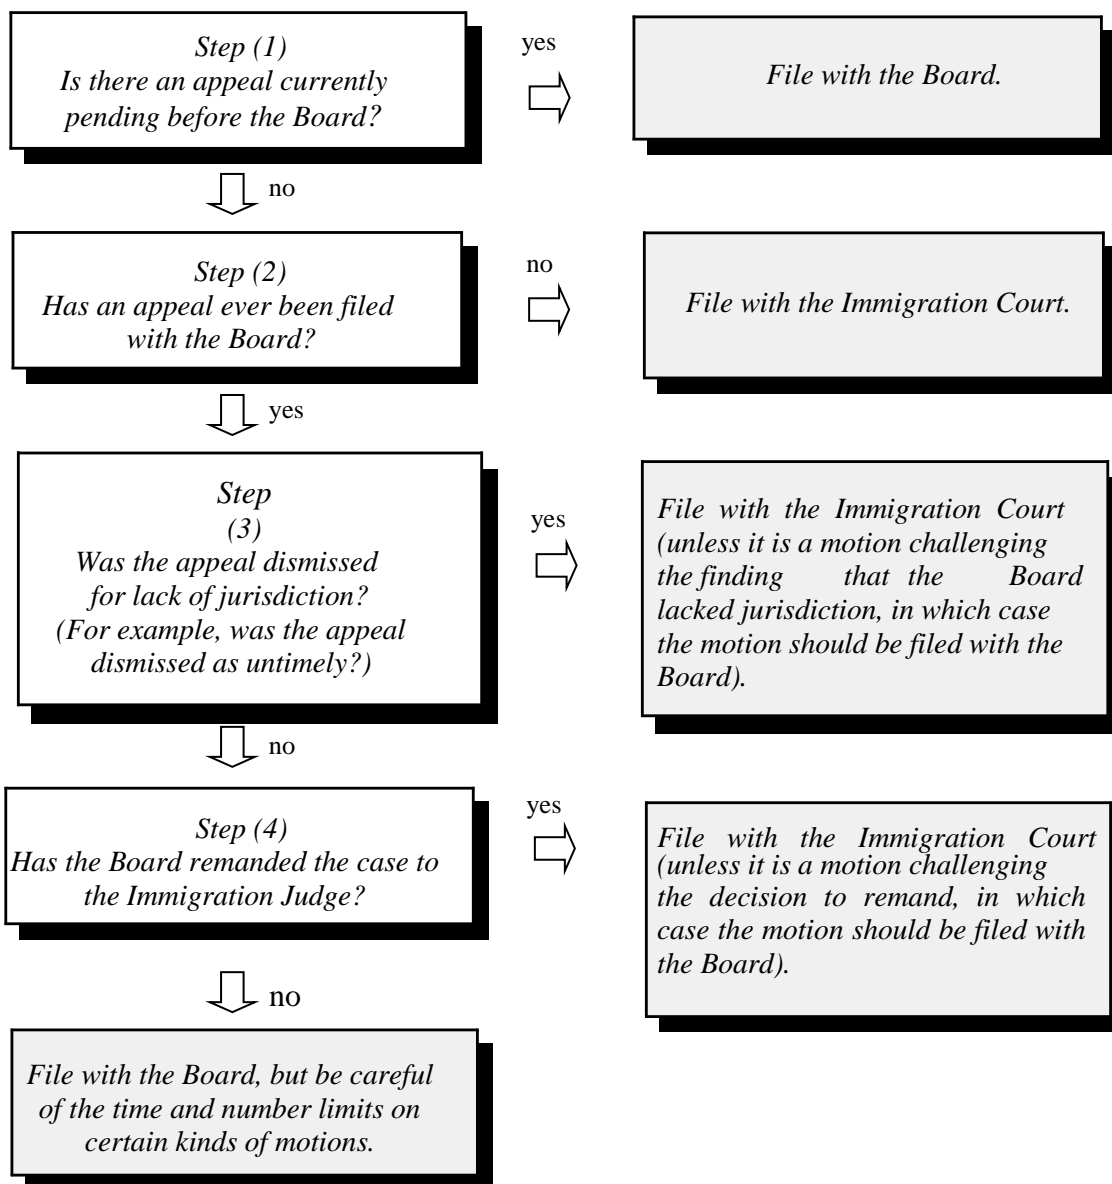 Step (1)
Is there an appeal currently
pending before the Board?
yes
File with the Board.
no
Step (2)
Has an appeal ever been filed
with the Board?
no
File with the Immigration Court.
yes
Step
(3)
Was the appeal dismissed
for lack of jurisdiction?
(For example, was the appeal
dismissed as untimely?)
yes
File with the Immigration Court
(unless it is a motion challenging
the finding that the Board
lacked jurisdiction, in which case
the motion should be filed with the
Board).
no
Step (4)
Has the Board remanded the case to
the Immigration Judge?
yes
File with the Immigration Court
(unless it is a motion challenging
the decision to remand, in which
case the motion should be filed with
the Board).
no
File with the Board, but be careful
of the time and number limits on
certain kinds of motions.